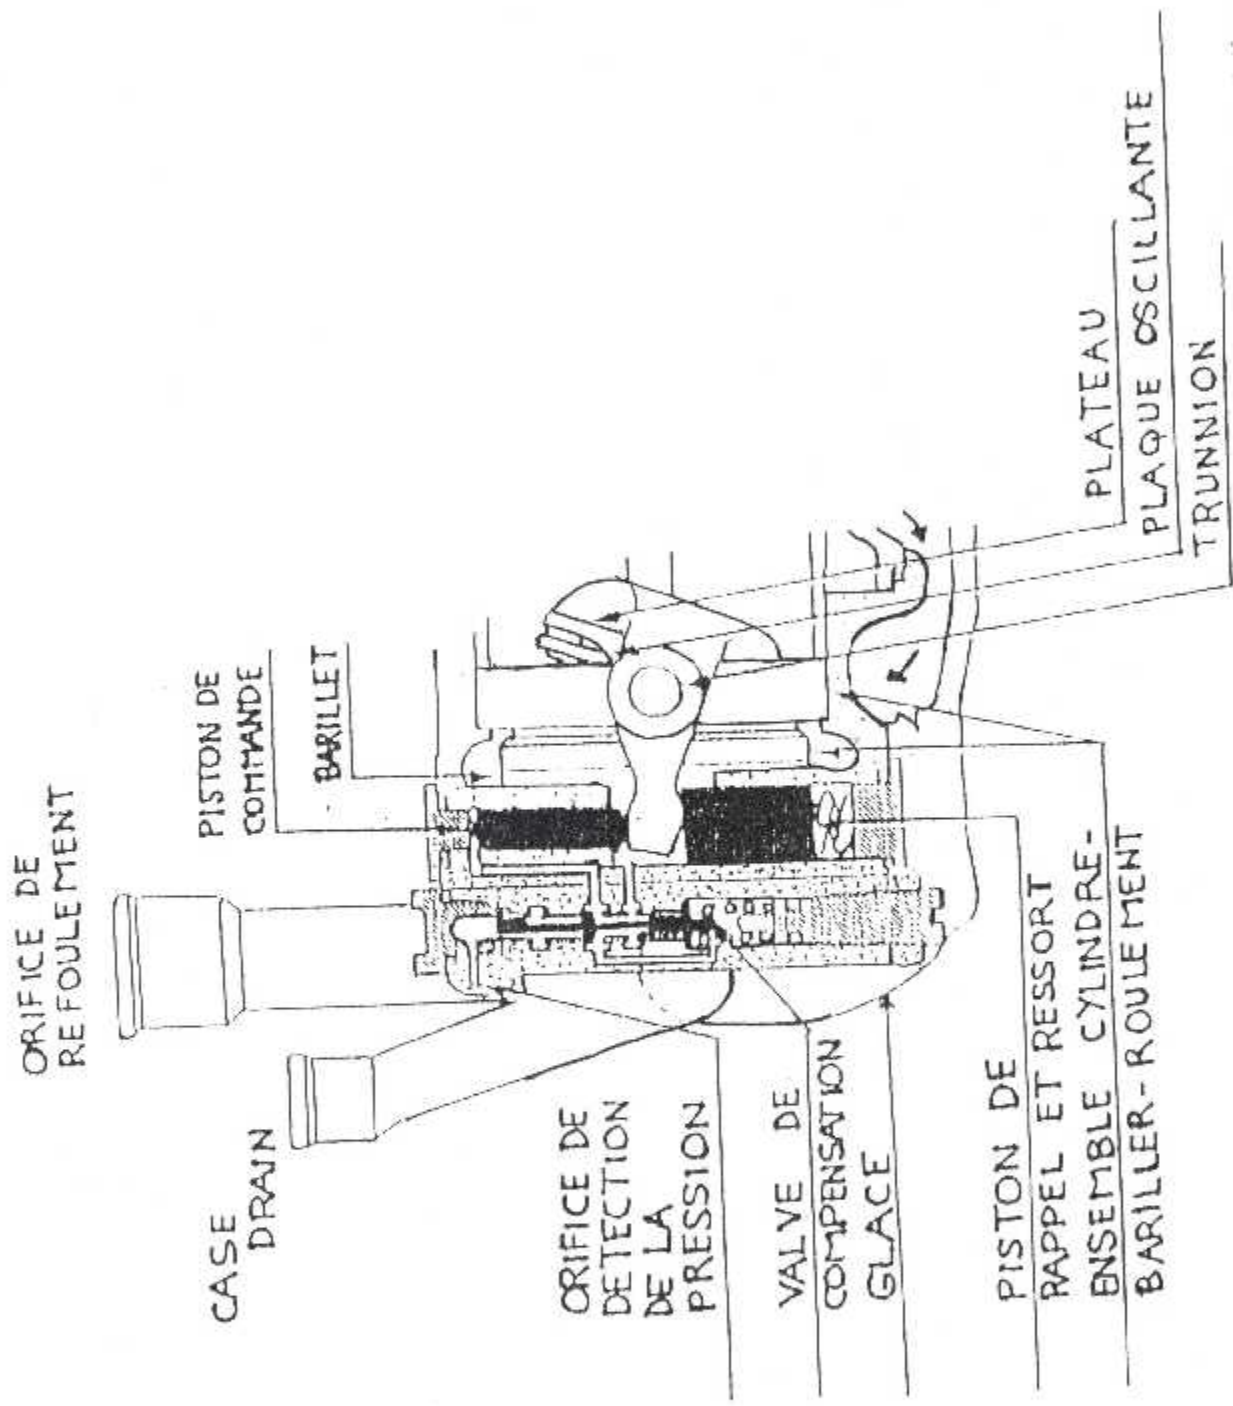 ORIFICE DE
REFOULEMENT
CASE
DRAIN
PISTON DE
COMMANDE
BARILLET
ORIFICE DE
DETECTION
DE LA
PRESSION
VALVE DE
COMPENSATION
GLACE
PISTON DE
RAPPEL ET RESSORT
ENSEMBLE CYLINDRE-
BARILLER-ROULEMENT
PLATEAU
PLAQUE OSCILLANTE
TRUNNION